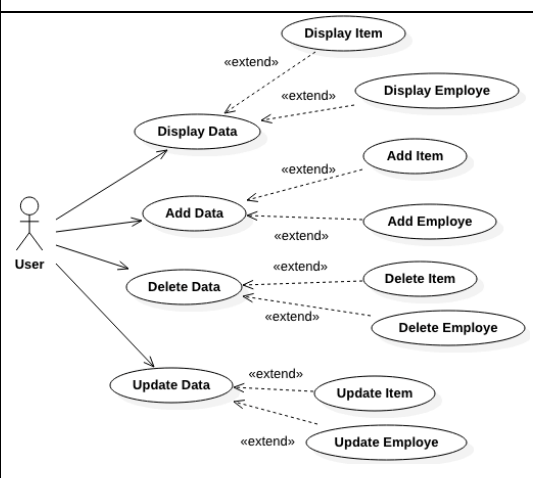 Display Item
«extend»
Display Employe
«extend»
Display Data
Add Item
«extend»
Add Data
Add Employe
«extend»
User
«extend»
Delete Item
Delete Data
«extend»
Delete Employe
«extend»
Update Data
Update Item
«extend»
Update Employe